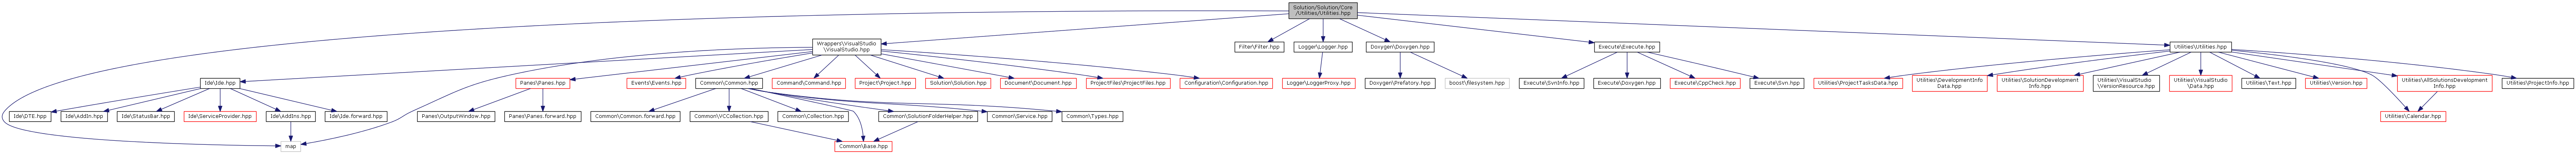 Solution/Solution/Core
/Utilities/Utilities.hpp
Wrappers\VisualStudio
\VisualStudio.hpp
Filter\Filter.hpp
Logger\Logger.hpp
Doxygen\Doxygen.hpp
Execute\Execute.hpp
Utilities\Utilities.hpp
Ide\Ide.hpp
Panes\Panes.hpp
Events\Events.hpp
Common\Common.hpp
Command\Command.hpp
Project\Project.hpp
Solution\Solution.hpp
Document\Document.hpp
ProjectFiles\ProjectFiles.hpp
Configuration\Configuration.hpp
Logger\LoggerProxy.hpp
Doxygen\Prefatory.hpp
boost\filesystem.hpp
Execute\SvnInfo.hpp
Execute\Doxygen.hpp
Execute\CppCheck.hpp
Execute\Svn.hpp
Utilities\ProjectTasksData.hpp
Utilities\DevelopmentInfo
Data.hpp
Utilities\SolutionDevelopment
Info.hpp
Utilities\VisualStudio
\VersionResource.hpp
Utilities\VisualStudio
\Data.hpp
Utilities\Text.hpp
Utilities\Version.hpp
Utilities\AllSolutionsDevelopment
Info.hpp
Utilities\ProjectInfo.hpp
Ide\DTE.hpp
Ide\AddIn.hpp
Ide\StatusBar.hpp
Ide\ServiceProvider.hpp
Ide\AddIns.hpp
Ide\Ide.forward.hpp
Panes\OutputWindow.hpp
Panes\Panes.forward.hpp
Common\Common.forward.hpp
Common\VCCollection.hpp
Common\Collection.hpp
Common\SolutionFolderHelper.hpp
Common\Service.hpp
Common\Types.hpp
Utilities\Calendar.hpp
map
Common\Base.hpp